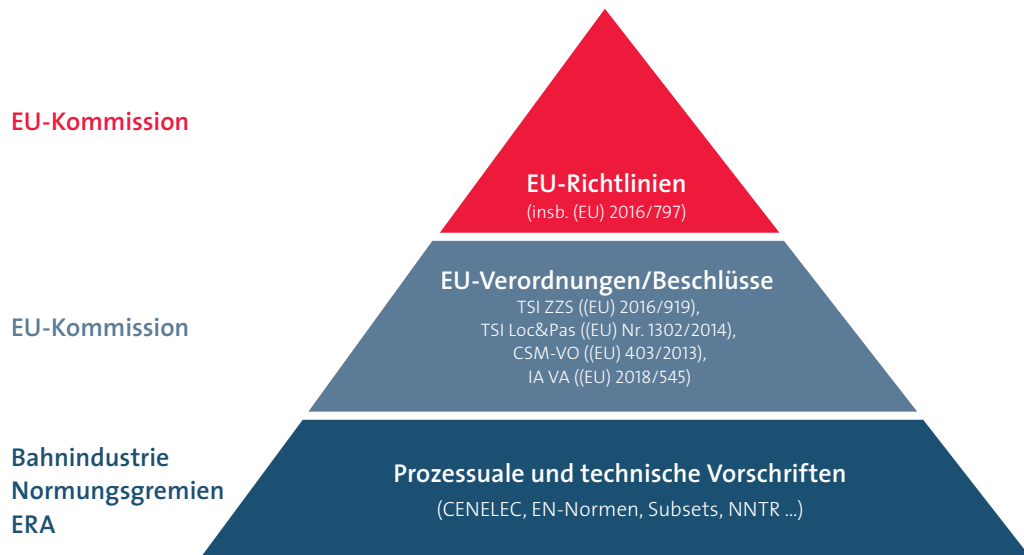 EU-Kommission
EU-Richtlinien
(insb. (EU) 2016/797)
EU-Kommission
EU-Verordnungen/Beschlüsse
TSI ZZS ((EU) 2016/919),
TSI Loc&Pas ((EU) Nr. 1302/2014),
CSM-VO ((EU) 403/2013),
IA VA ((EU) 2018/545)
Bahnindustrie
Normungsgremien
ERA
Prozessuale und technische Vorschriften
(CENELEC, EN-Normen, Subsets, NNTR ...)